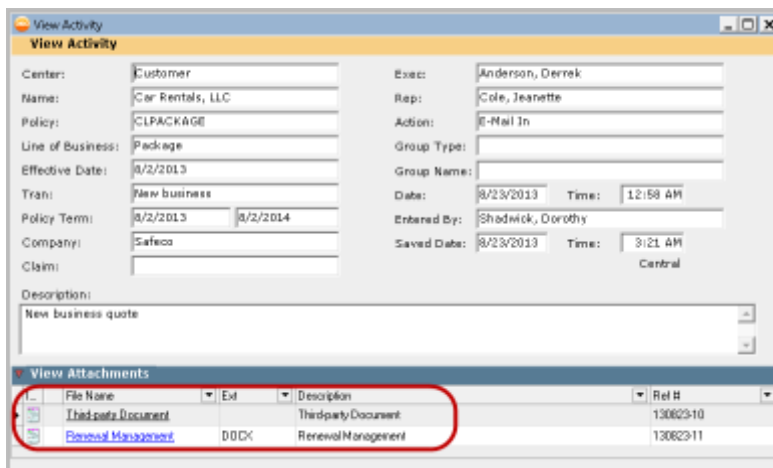 View Activity
View Activity
Center: Customer Exec: Anderson, Derrek
Name: Car Rentals, LLC Rep: Cole, Jeanette
Policy: CLPACKAGE Action: E-Mail In
Line of Business: Package Group Type:
Effective Date: 8/2/2013 Group Name:
Tran: New business Date: 8/23/2013 Time: 12:58 AM
Policy Term: 8/2/2013 8/2/2014 Entered By: Shadwick, Dorothy
Company: Safeco Saved Date: 8/23/2013 Time: 3:21 AM
Claim: Central
Description:
New business quote
View Attachments
T... File Name Ext Description Ref #
Third-party Document Third-party Document 130823-10
Renewal Management DOCX Renewal Management 130823-11